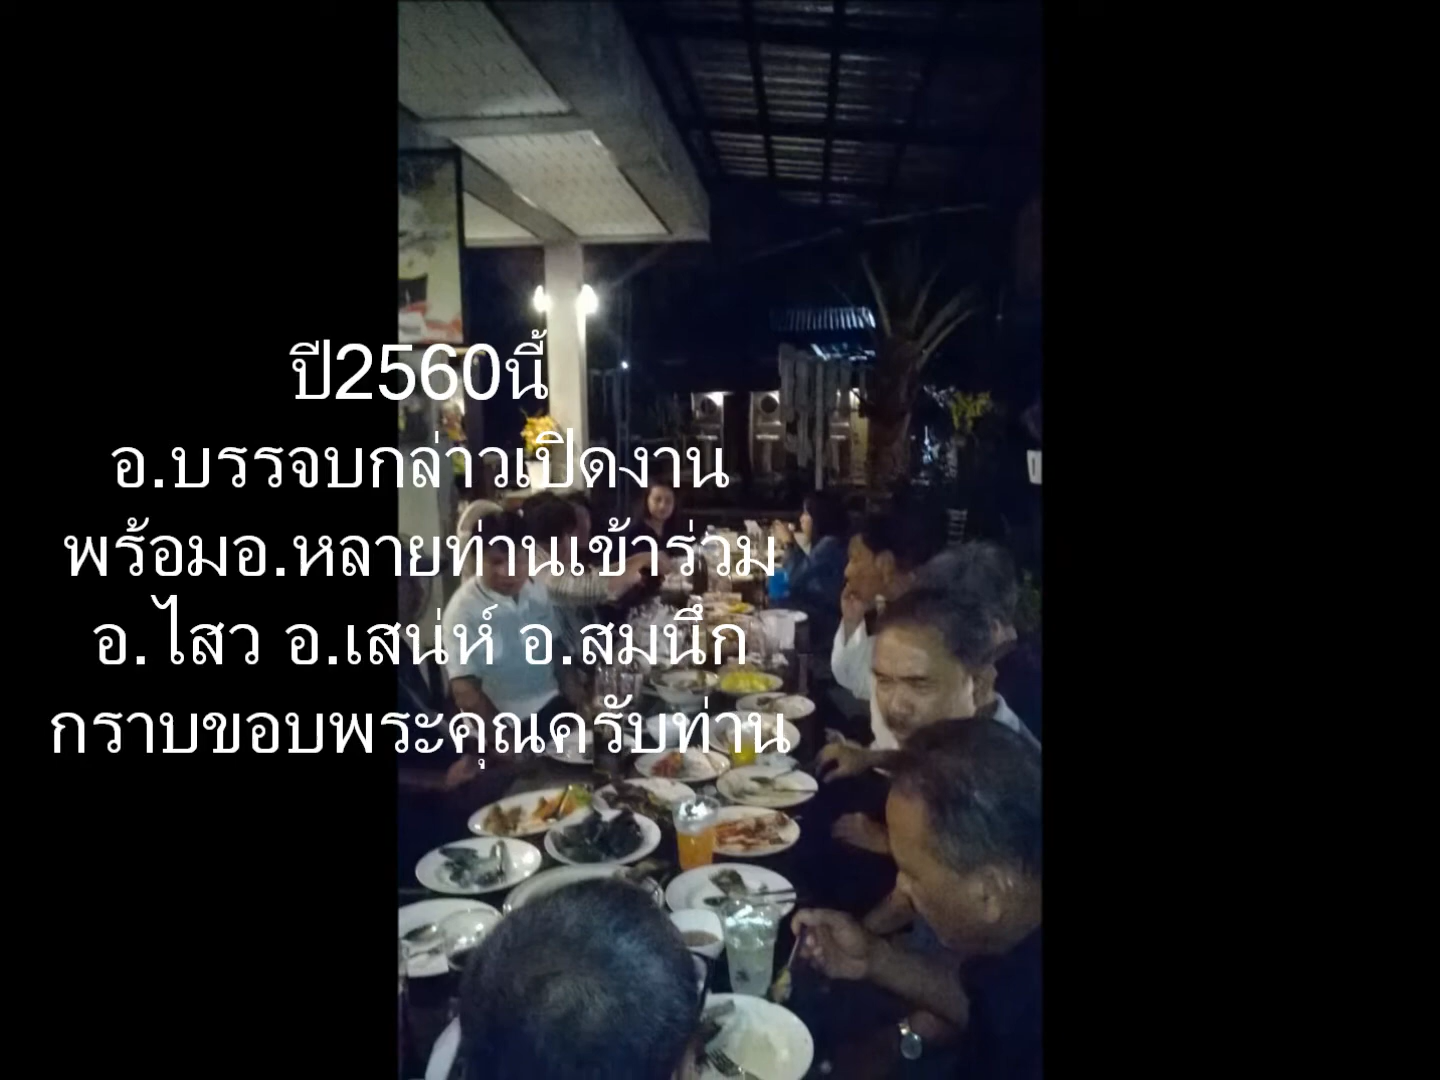 ปี2560นี้
อ.บรรจบกล่าวเปิดงาน
พร้อมอ.หลายท่านเข้าร่วม
อ.ไสว อ.เสน่ห์ อ.สมนึก
กราบขอบพระคุณครับท่าน